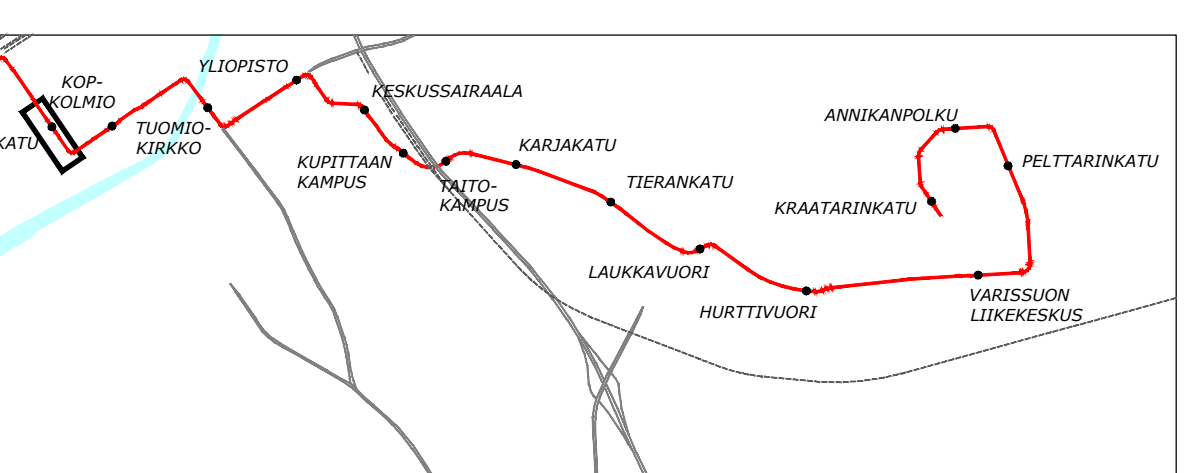 KOP-
KOLMIO
KATU
YLIOPISTO
TUOMIO-
KIRKKO
KESKUSSAIRAALA
KUPITTAAN
KAMPUS
TAITO-
KAMPUS
KARJAKATU
TIERANKATU
LAUKKAVUORI
HURTTIVUORI
VARISSUON
LIIKEKESKUS
PELTTARINKATU
ANNIKANPOLKU
KRAATARINKATU